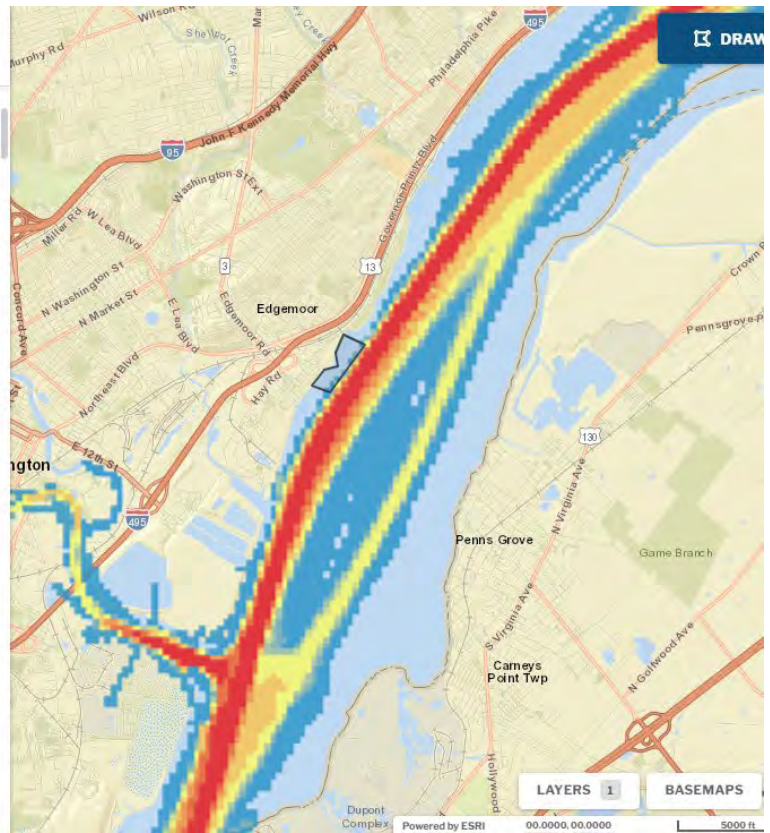 Murphy Rd
Wilson Rd
Shellpot Creek
Creek
495
DRAW
Philadelphia Pike
John F Kennedy Memorial Hwy
95
Governor Printz Blvd
Washington St Ext
Miller Rd
W Lea Blvd
3
13
N Washington St
Concord Ave
N Market St
E Lea Blvd
Edgemoor Rd
Edgemoor
Crown P
Pennsgrove-P
Hay Rd
Northeast Blvd
St
130
E 12th St
ngton
495
N Virginia Ave
Penns Grove
Game Branch
S Virginia Ave
N Golfwood Ave
Carneys
Point Twp
Hollywood
LAYERS 1
BASEMAPS
Dupont
Complex
Powered by ESRI
00.0000, 00.0000
5000 ft